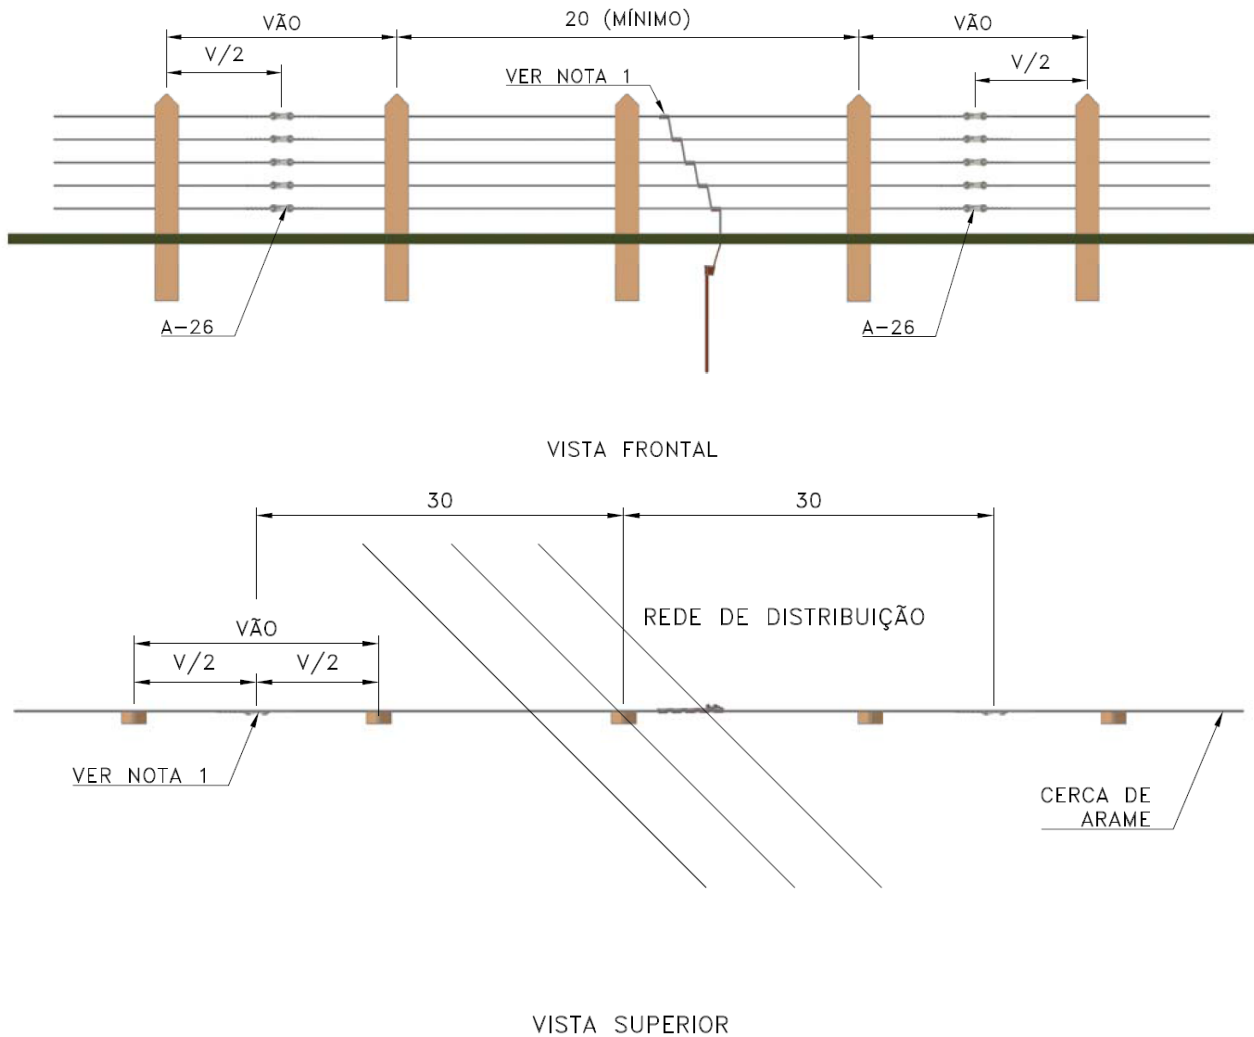 VÃO
20 (MÍNIMO)
VÃO
V/2
V/2
VER NOTA 1
A-26
A-26
VISTA FRONTAL
30
30
REDE DE DISTRIBUIÇÃO
VÃO
V/2
V/2
VER NOTA 1
CERCA DE
ARAME
VISTA SUPERIOR